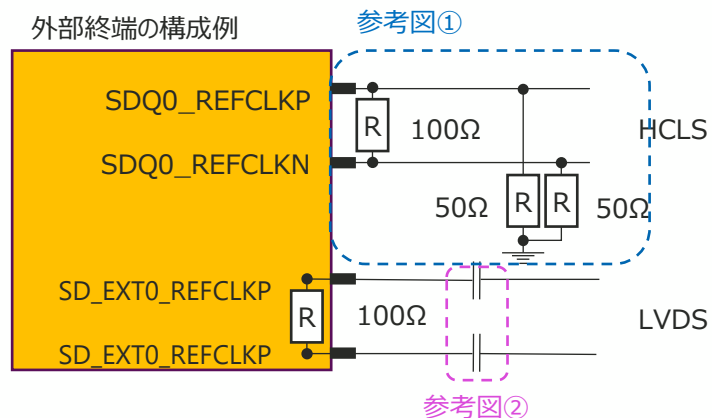 外部終端の構成例
参考図①
SDQ0_REFCLKP
R
100Ω
HCLS
SDQ0_REFCLKN
50Ω
R
R
50Ω
SD_EXT0_REFCLKP
R
100Ω
LVDS
SD_EXT0_REFCLKP
参考図②